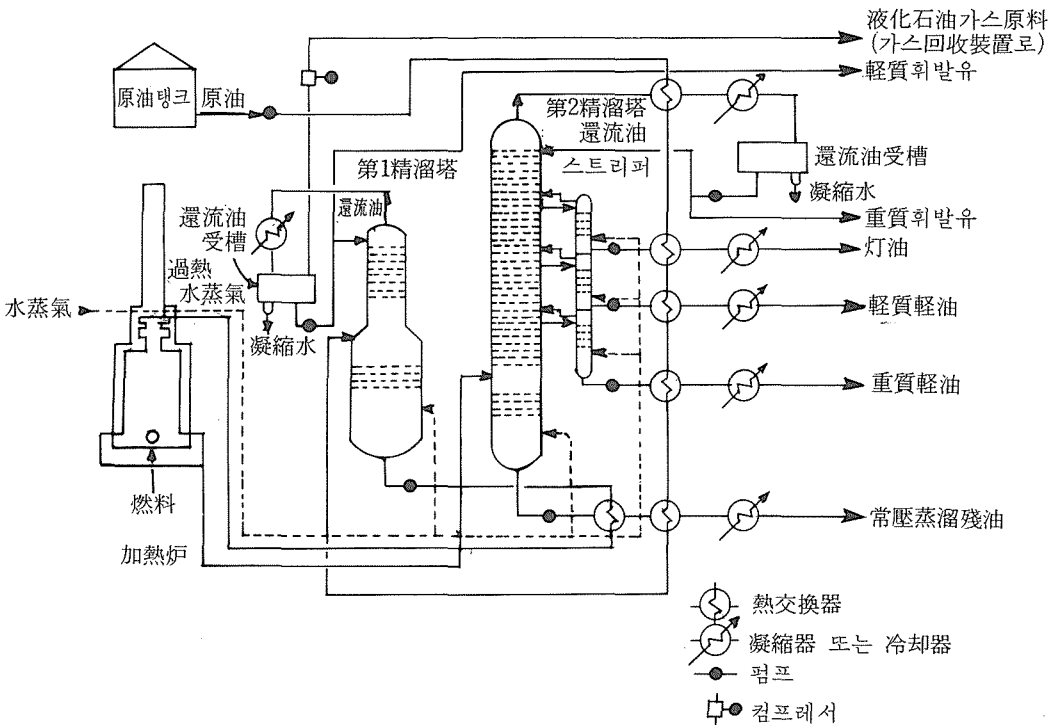 液化石油가스原料
(가스回收裝置로)
軽質휘발유
原油탱크
原油
第2精溜塔
還流油
스트리퍼
還流油受槽
凝縮水
第1精溜塔
還流油
還流油
受槽
過熱
水蒸氣
水蒸氣
凝縮水
重質휘발유
灯油
軽質軽油
重質軽油
燃料
加熱炉
常壓蒸溜殘油
熱交換器
凝縮器 또는 冷却器
펌프
컴프레서